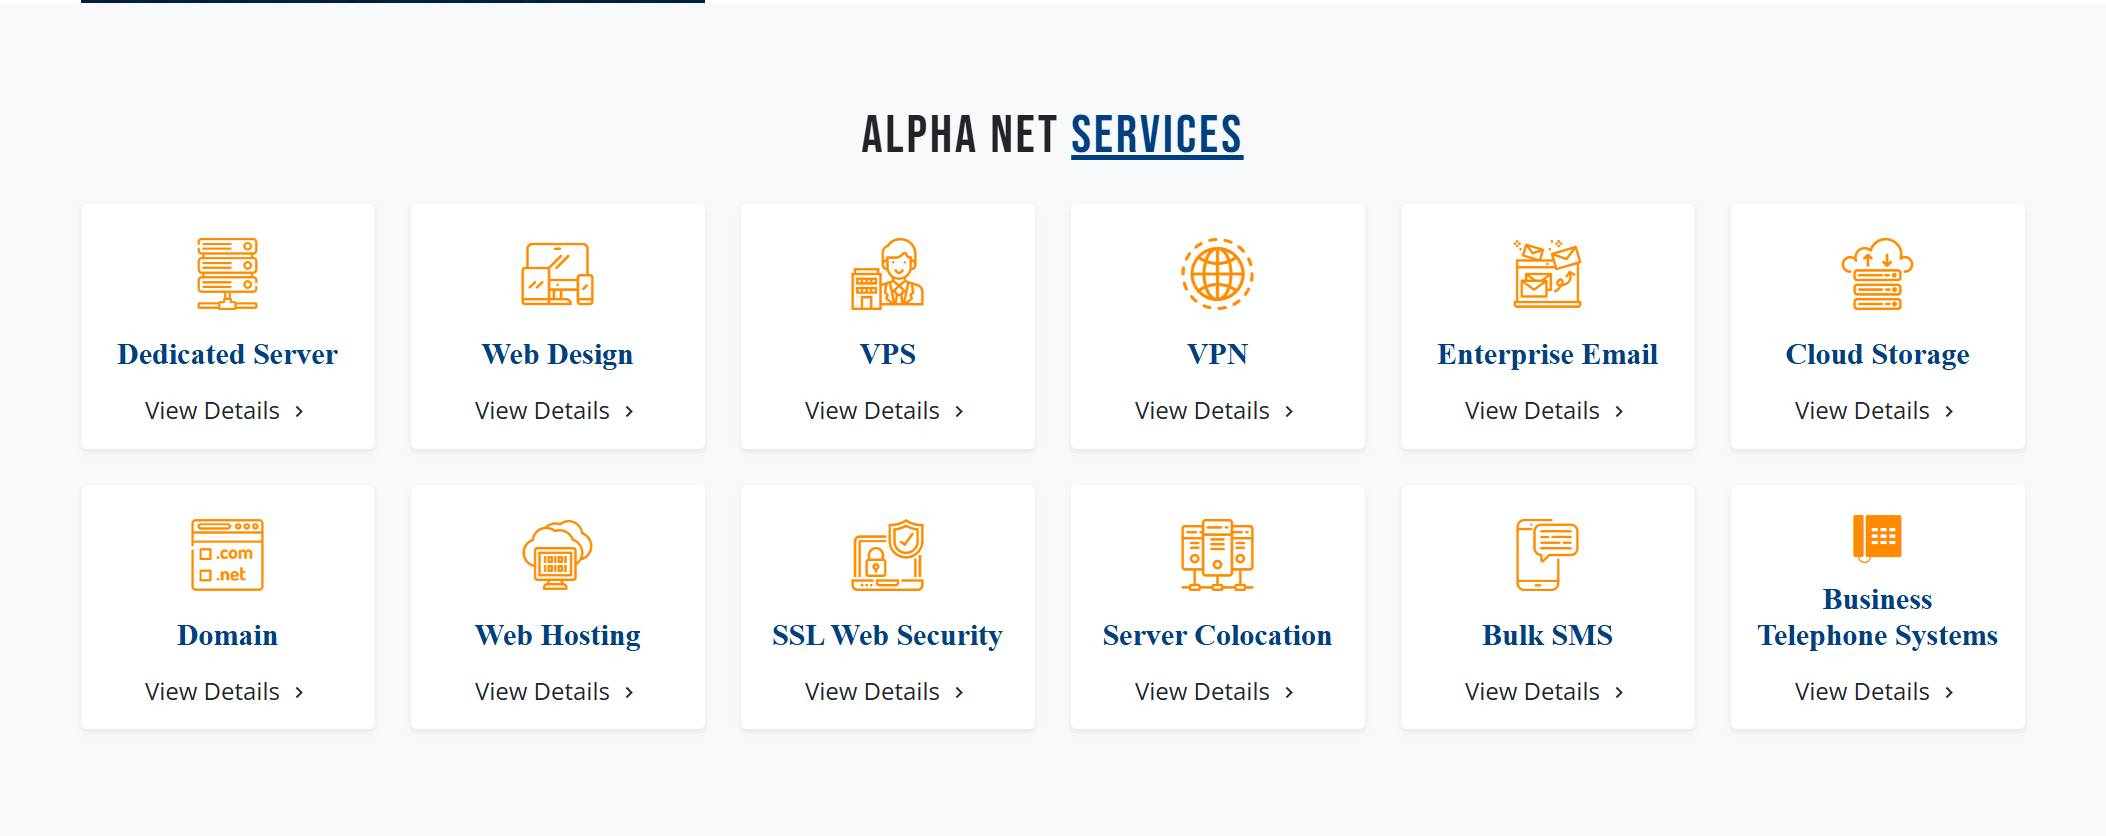 ALPHA NET SERVICES
Dedicated Server
View Details
Web Design
View Details
VPS
View Details
VPN
View Details
Enterprise Email
View Details
Cloud Storage
View Details
.com
.net
Domain
View Details
Web Hosting
View Details
SSL Web Security
View Details
Server Colocation
View Details
Bulk SMS
View Details
Business
Telephone Systems
View Details